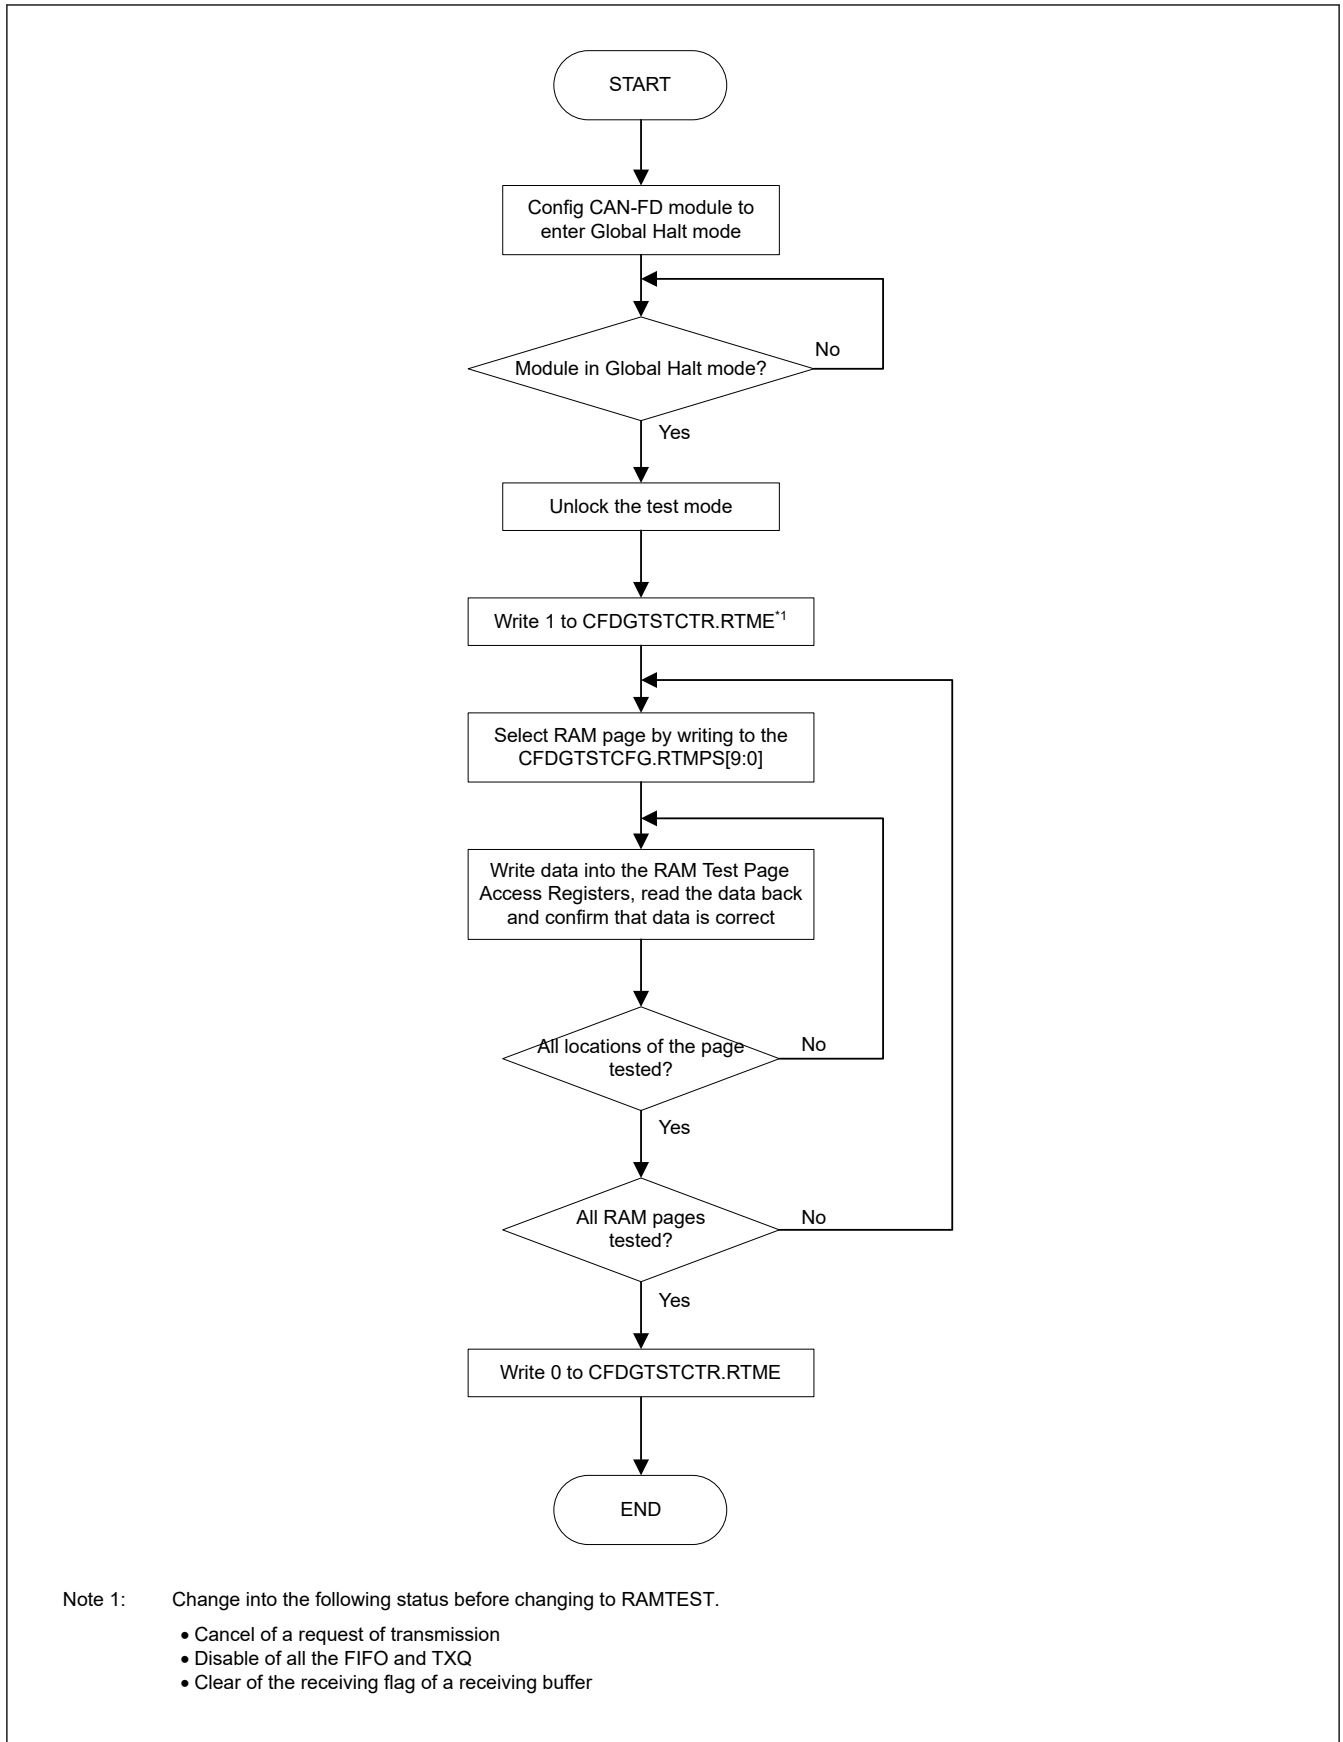 START
Config CAN-FD module to
enter Global Halt mode
No
Module in Global Halt mode?
Yes
Unlock the test mode
Write 1 to CFDGTSTCTR.RTME*1
Select RAM page by writing to the
CFDGTSTCFG.RTMPS[9:0]
Write data into the RAM Test Page
Access Registers, read the data back
and confirm that data is correct
All locations of the page
tested?
No
Yes
All RAM pages
tested?
No
Yes
Write 0 to CFDGTSTCTR.RTME
END
Note 1: Change into the following status before changing to RAMTEST.
• Cancel of a request of transmission
• Disable of all the FIFO and TXQ
• Clear of the receiving flag of a receiving buffer